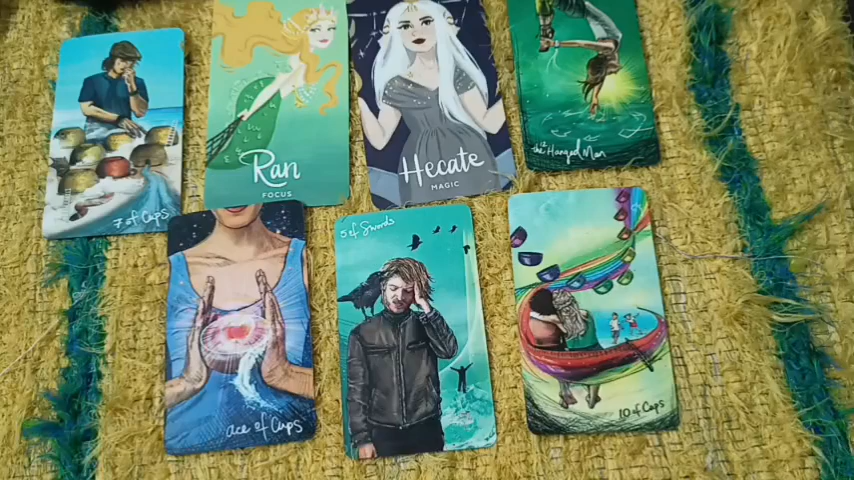 7 of Cups
Ran
FOCUS
Hecate
MAGIC
the Hanged Man
ace of Cups
5 of Swords
10 of Cups